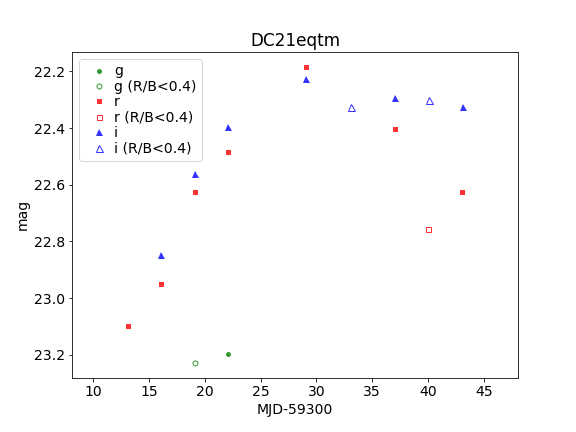 DC21eqtm
g
g (R/B<0.4)
r
r (R/B<0.4)
i
i (R/B<0.4)
mag
22.2
22.4
22.6
22.8
23.0
23.2
10 15 20 25 30 35 40 45
MJD-59300